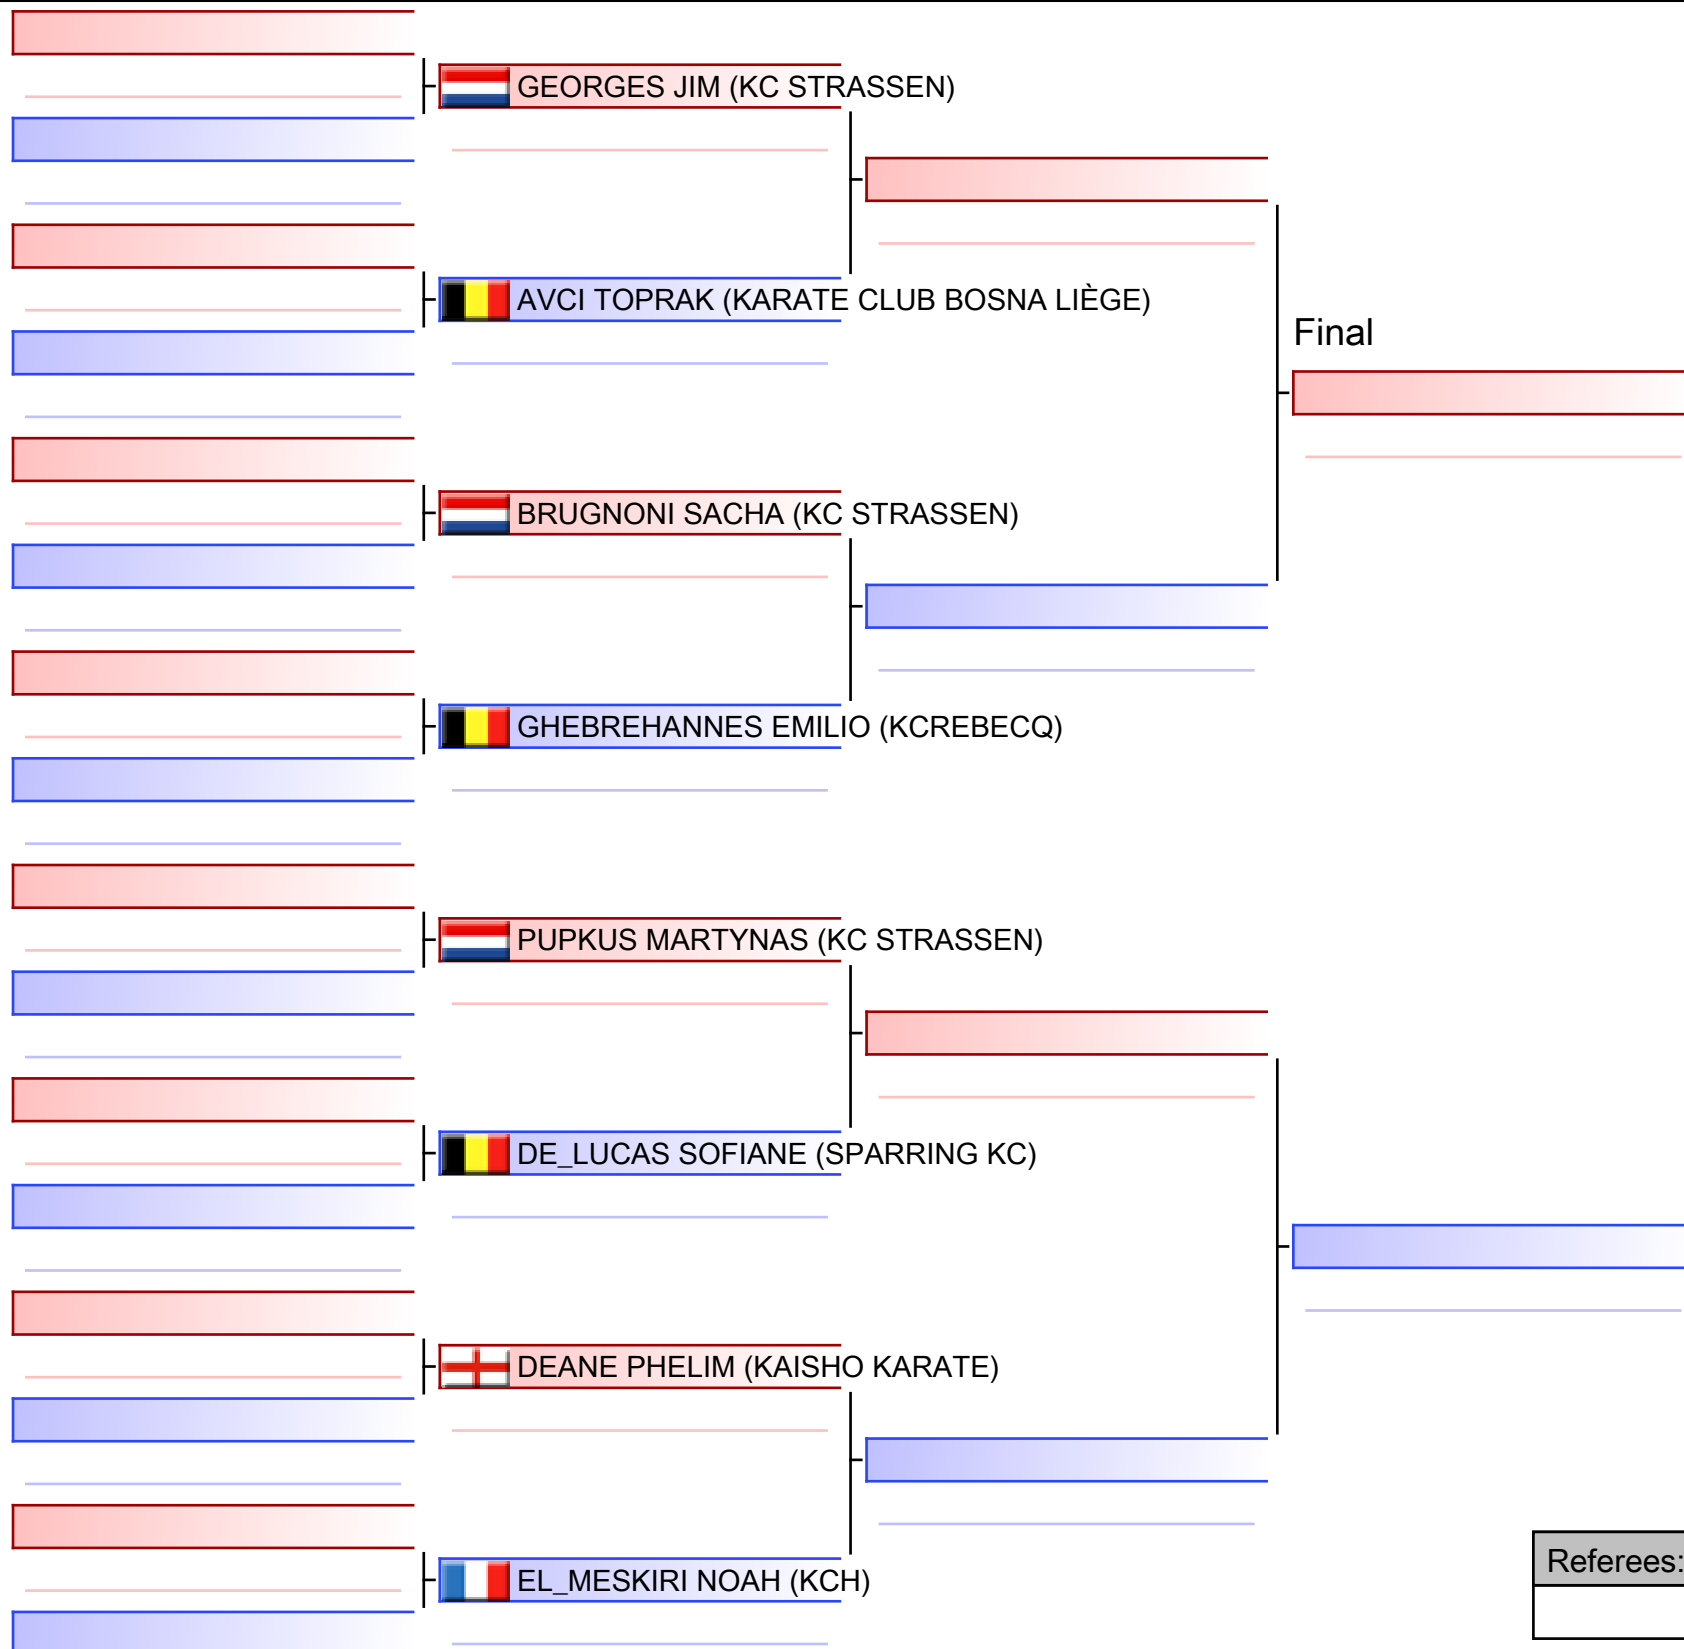 GEORGES JIM (KC STRASSEN)
AVCI TOPRAK (KARATE CLUB BOSNA LIÈGE)
Final
BRUGNONI SACHA (KC STRASSEN)
GHEBREHANNES EMILIO (KCREBECQ)
PUPKUS MARTYNAS (KC STRASSEN)
DE_LUCAS SOFIANE (SPARRING KC)
DEANE PHELIM (KAISHO KARATE)
EL_MESKIRI NOAH (KCH)
Referees: